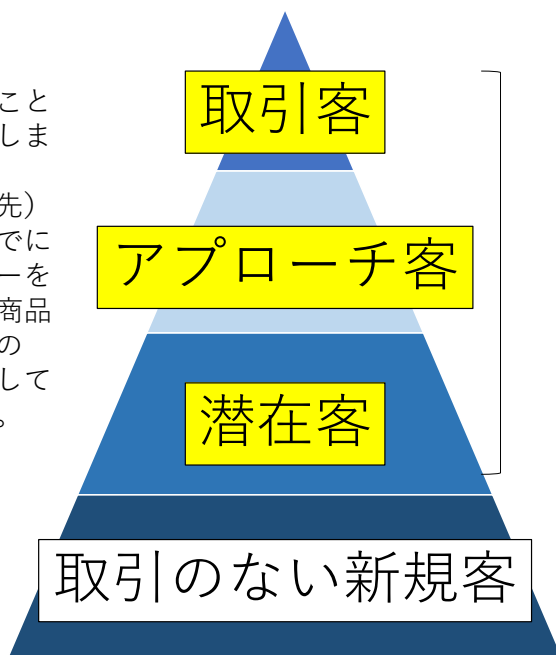 こと
しま
先）
でに
ーを
商品
の
して
。
取引客
アプローチ客
潜在客
取引のない新規客